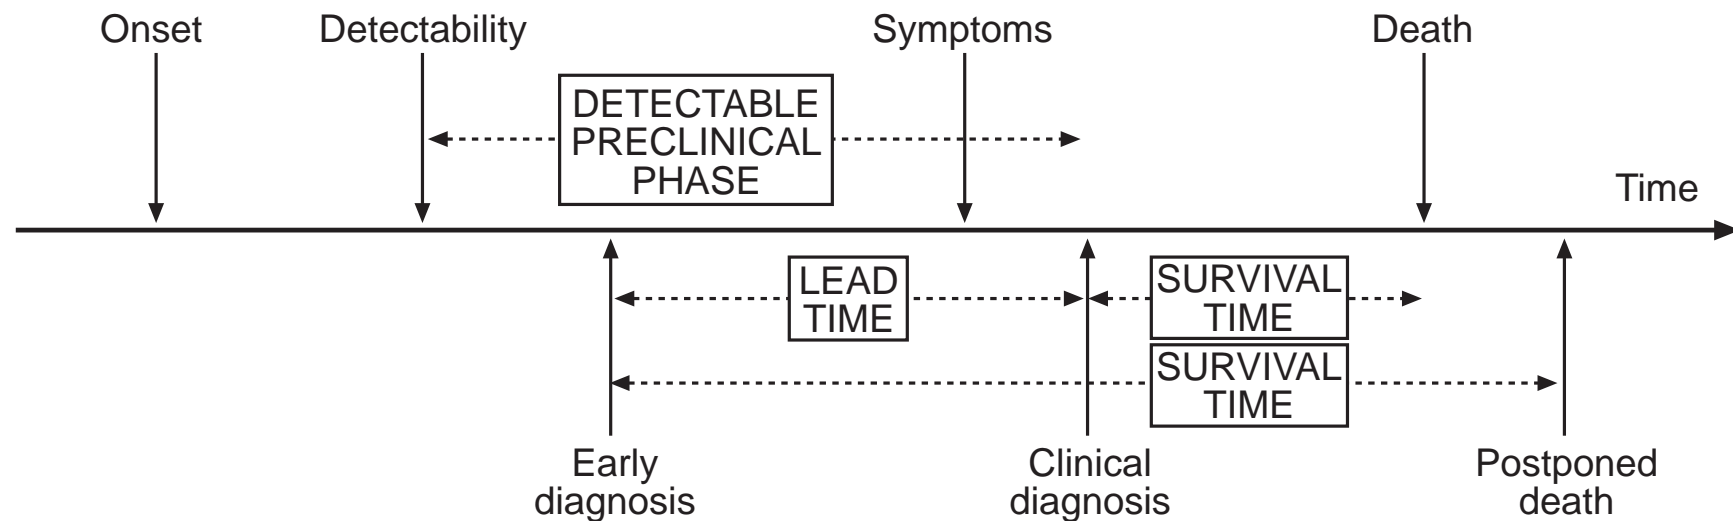 Onset
Detectability
Symptoms
Death
DETECTABLE
PRECLINICAL
PHASE
Time
LEAD
TIME
SURVIVAL
TIME
SURVIVAL
TIME
Early
diagnosis
Clinical
diagnosis
Postponed
death